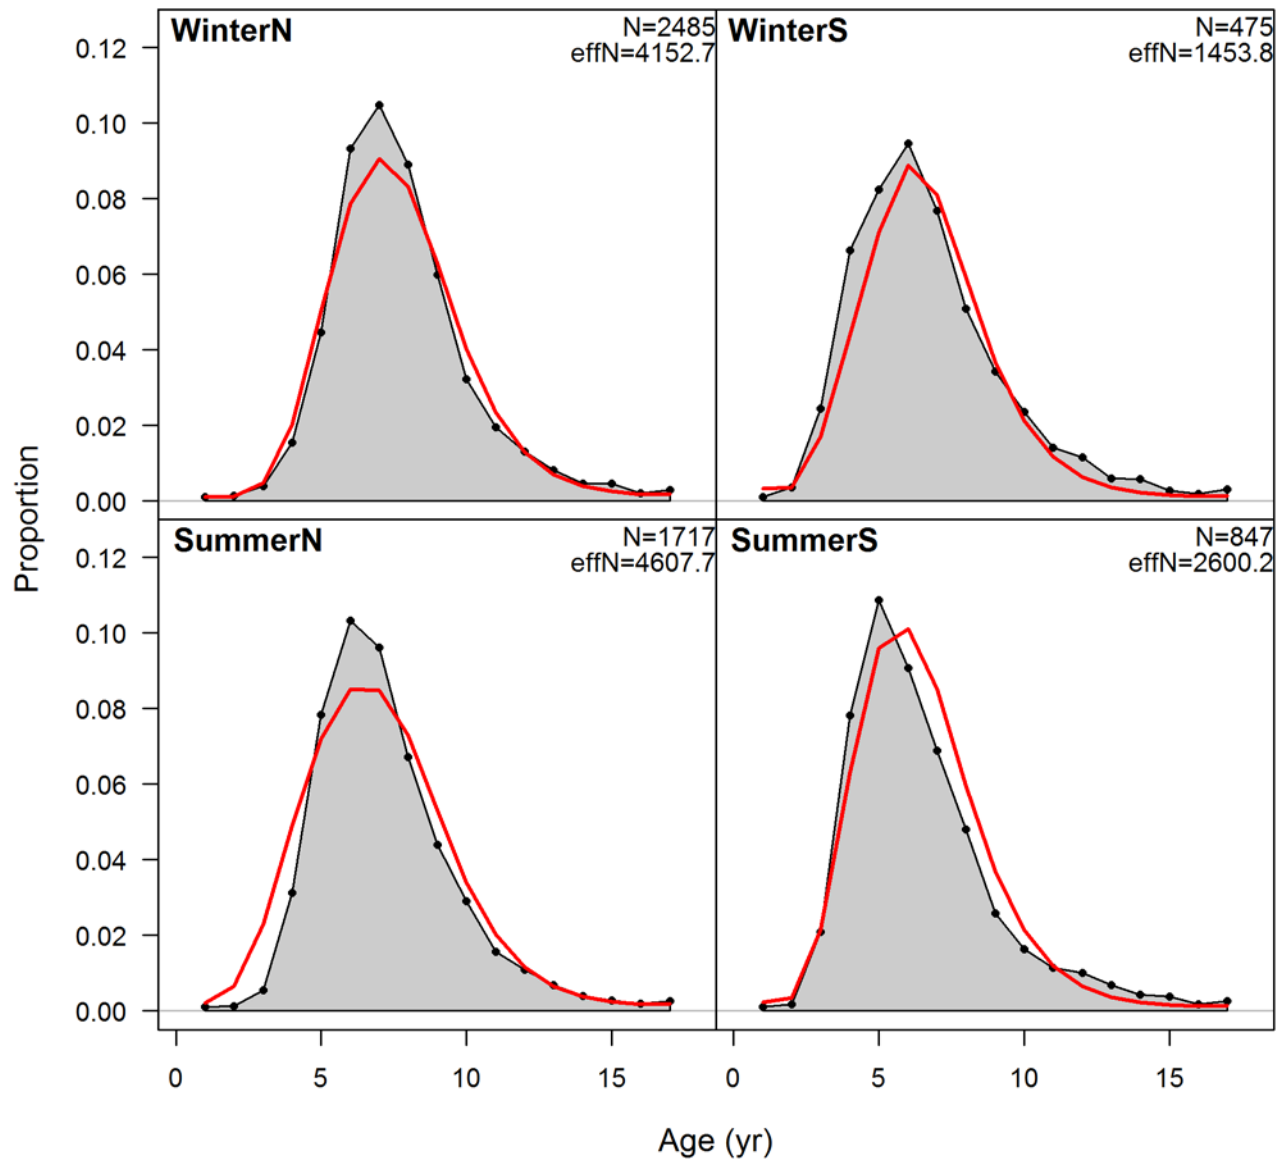 WinterN
N=2485
effN=4152.7
WinterS
N=475
effN=1453.8
0.12
0.10
0.08
0.06
0.04
0.02
0.00
SummerN
N=1717
effN=4607.7
SummerS
N=847
effN=2600.2
0.12
0.10
0.08
0.06
0.04
0.02
0.00
Proportion
0 5 10 15 0 5 10 15
Age (yr)